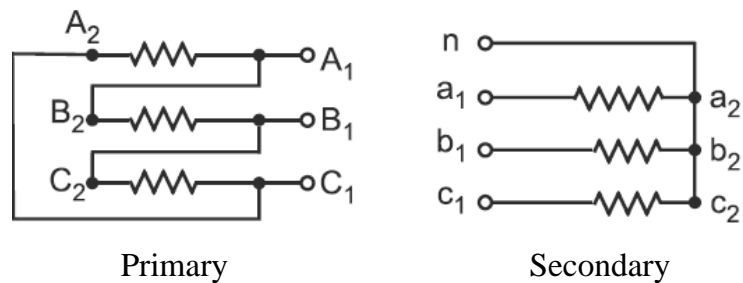 A2 A1
B2 B1
C2 C1
Primary
n
a1 a2
b1 b2
c1 c2
Secondary